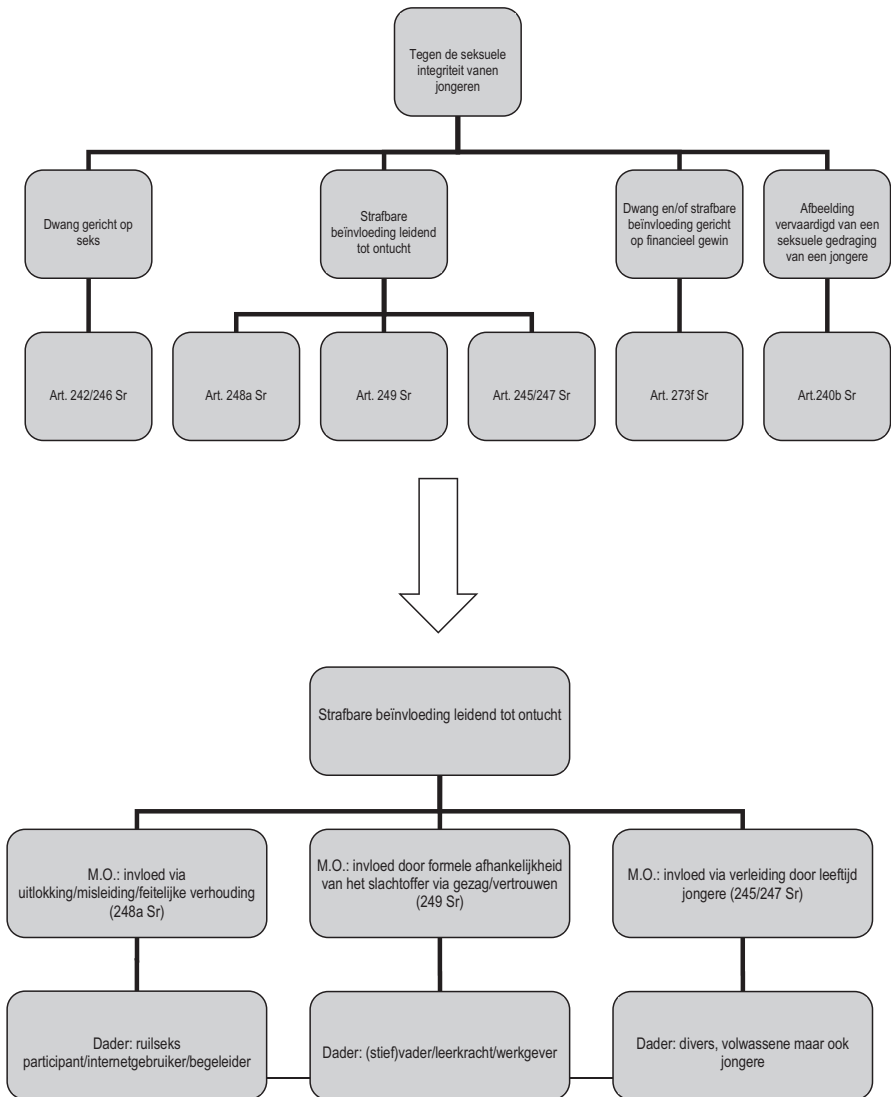 Tegen de seksuele
integriteit vanen
jongeren
Dwang gericht op
seks
Strafbare
beïnvloeding leidend
tot ontucht
Dwang en/of strafbare
beïnvloeding gericht
op financieel gewin
Afbeelding
vervaardigd van een
seksuele gedraging
van een jongere
Art. 242/246 Sr
Art. 248a Sr
Art. 249 Sr
Art. 245/247 Sr
Art. 273f Sr
Art.240b Sr
Strafbare beïnvloeding leidend tot ontucht
M.O.: invloed via
uitlokking/misleiding/feitelijke verhouding
(248a Sr)
M.O.: invloed door formele afhankelijkheid
van het slachtoffer via gezag/vertrouwen
(249 Sr)
M.O.: invloed via verleiding door leeftijd
jongere (245/247 Sr)
Dader: ruilseks
participant/internetgebruiker/begeleider
Dader: (stief)vader/leerkracht/werkgever
Dader: divers, volwassene maar ook
jongere